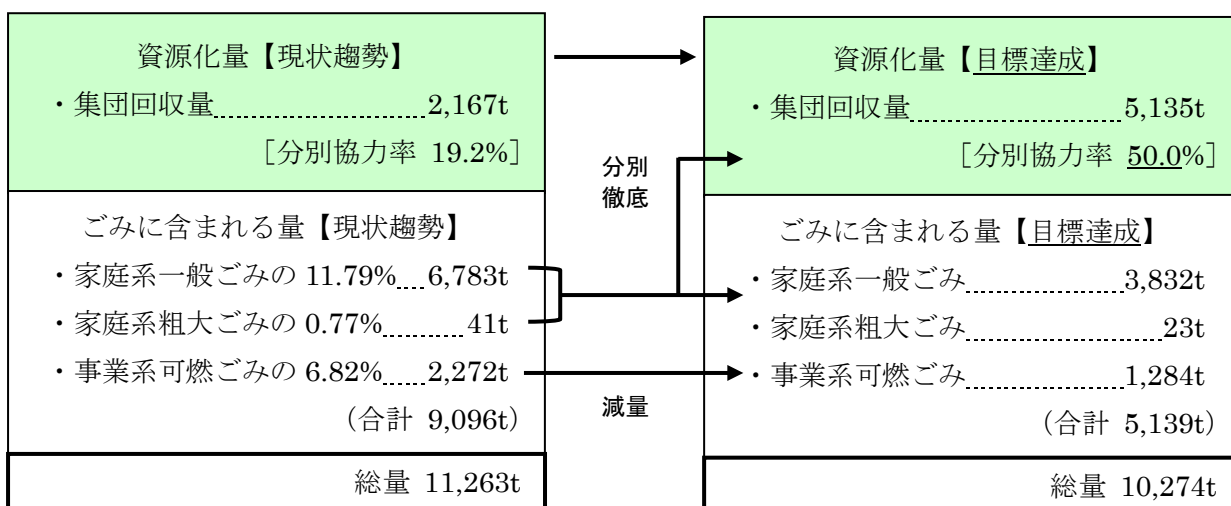 資源化量【現状趨勢】
・集団回収量 2,167t
[分別協力率 19.2%]
ごみに含まれる量【現状趨勢】
・家庭系一般ごみの 11.79% 6,783t
・家庭系粗大ごみの 0.77% 41t
・事業系可燃ごみの 6.82% 2,272t
(合計 9,096t)
総量 11,263t
分別
徹底
減量
資源化量【目標達成】
・集団回収量 5,135t
[分別協力率 50.0%]
ごみに含まれる量【目標達成】
・家庭系一般ごみ 3,832t
・家庭系粗大ごみ 23t
・事業系可燃ごみ 1,284t
(合計 5,139t)
総量 10,274t